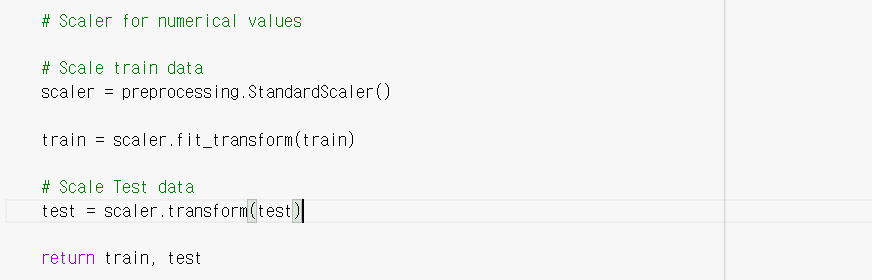 # Scaler for numerical values
# Scale train data
scaler = preprocessing.StandardScaler()
train = scaler.fit_transform(train)
# Scale Test data
test = scaler.transform(test)
return train, test